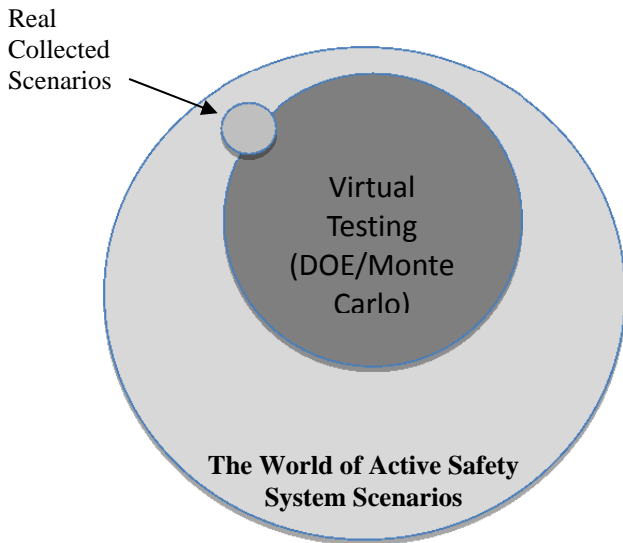 Real
Collected
Scenarios
Virtual
Testing
(DOE/Monte
Carlo)
The World of Active Safety
System Scenarios